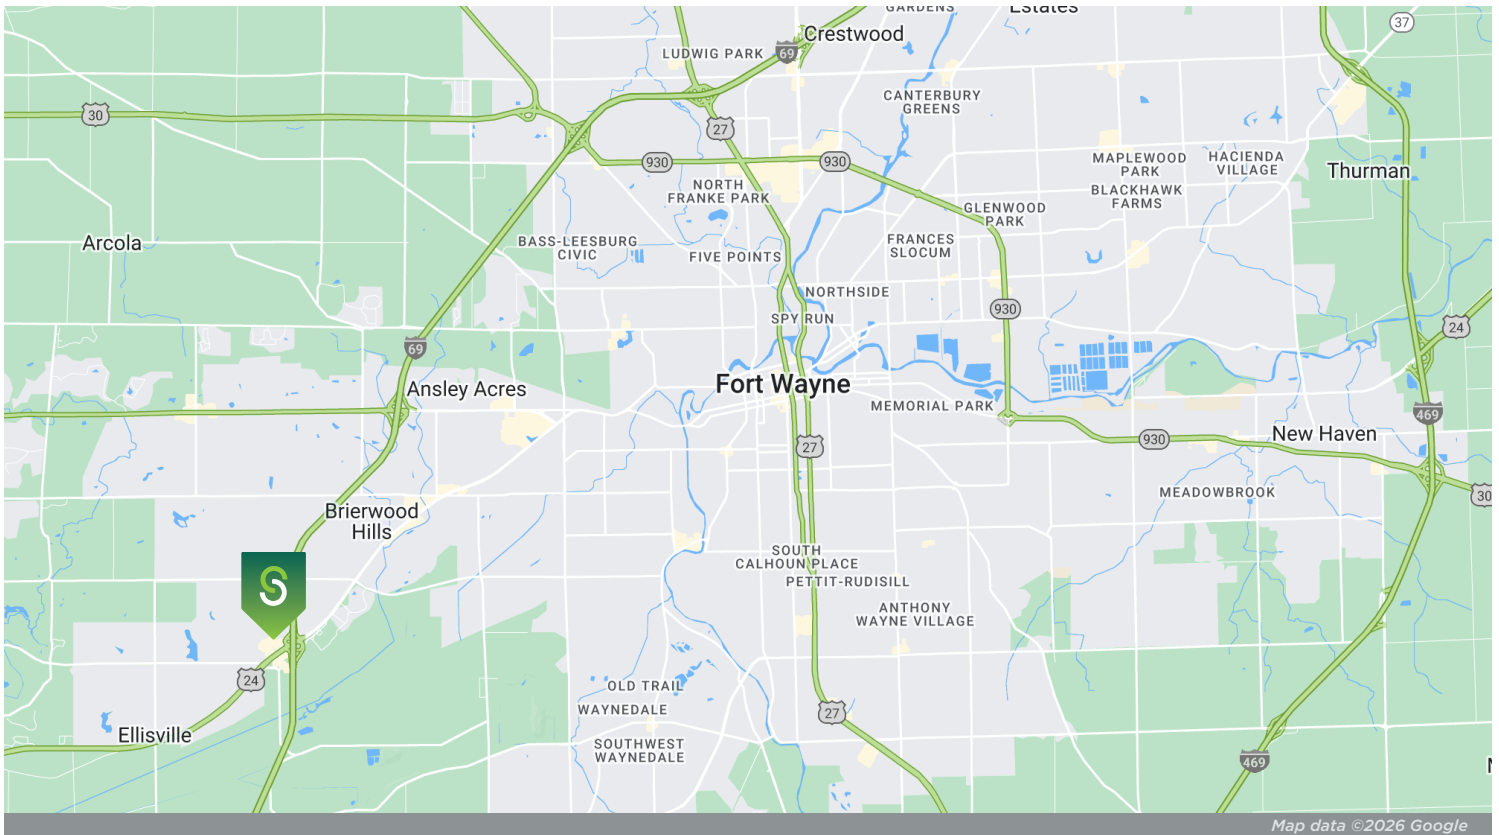 GARDENS
Estates
37
Crestwood
LUDWIG PARK
69
CANTERBURY
GREENS
30
27
930
930
MAPLEWOOD
PARK
HACIENDA
VILLAGE
Thurman
NORTH
FRANKE PARK
BLACKHAWK
FARMS
GLENWOOD
PARK
Arcola
BASS-LEESBURG
CIVIC
FIVE POINTS
FRANCES
SLOCUM
NORTHSIDE
930
SPY RUN
24
69
Fort Wayne
Ansley Acres
MEMORIAL PARK
469
27
930
New Haven
MEADOWBROOK
30
Brierwood
Hills
SOUTH
CALHOUN PLACE
PETTIT-RUDISILL
S
ANTHONY
WAYNE VILLAGE
24
OLD TRAIL
WAYNEDALE
27
Ellisville
SOUTHWEST
WAYNEDALE
469
Map data ©2026 Google